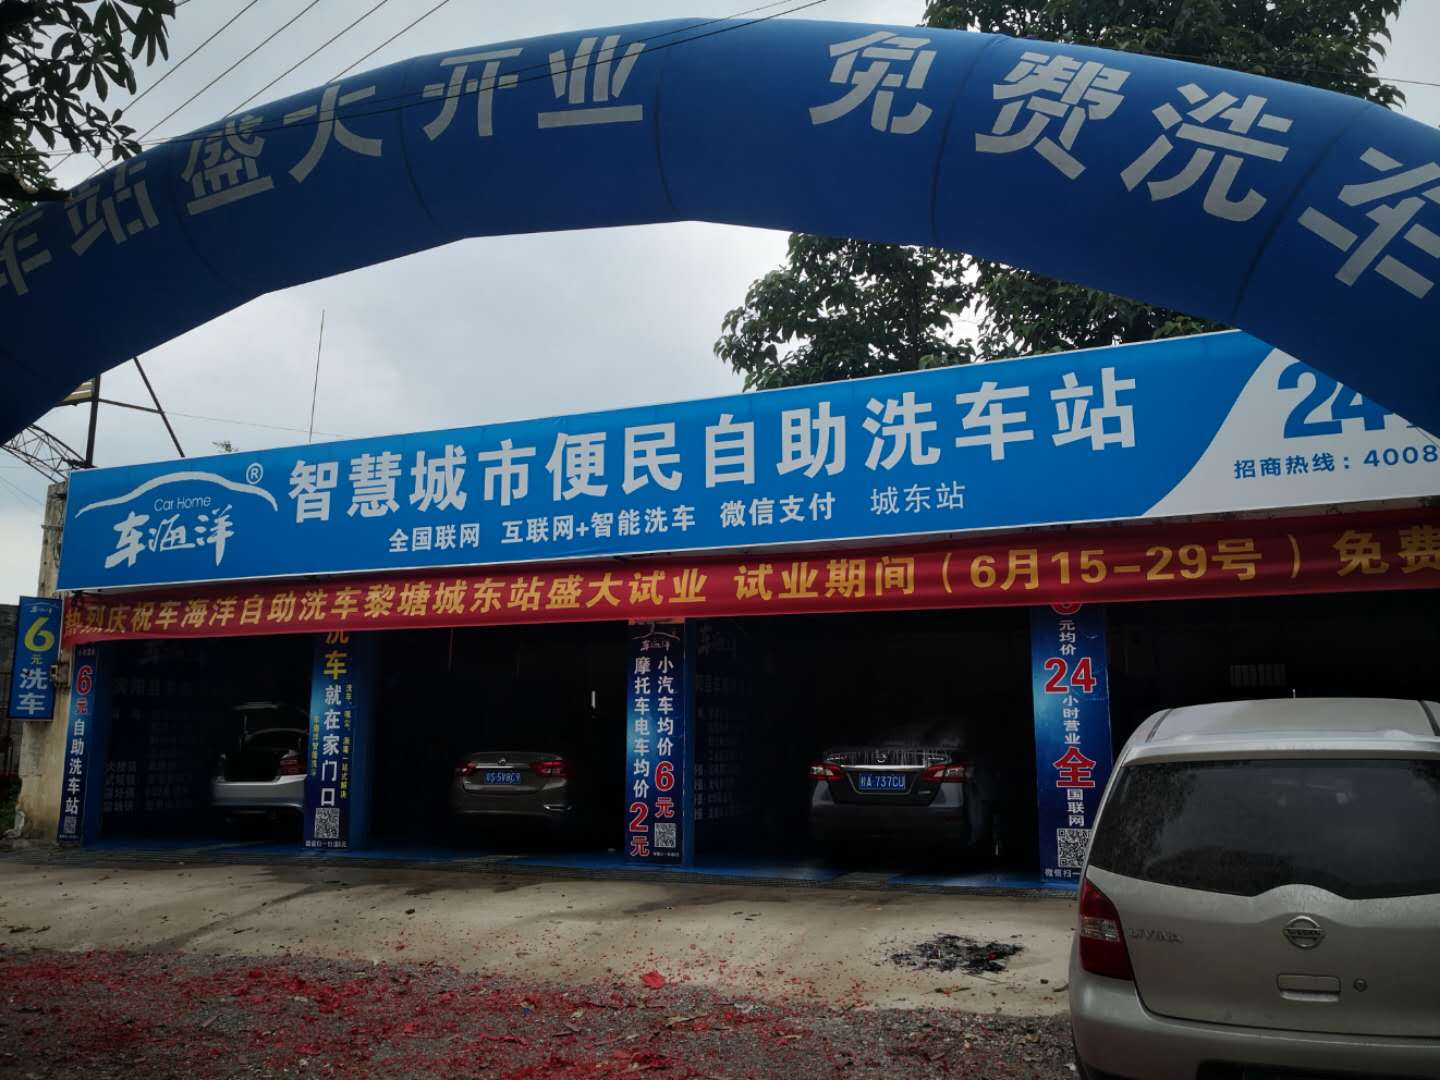 车站盛大开业 免费洗车
Car Home
车海洋
®
智慧城市便民自助洗车站
全国联网 互联网+智能洗车 微信支付 城东站
24
招商热线：4008
热烈庆祝车海洋自助洗车黎塘城东站盛大试业 试业期间（6月15-29号）免费
6
元
洗车
6元自助洗车站
洗车就在家门口
车海洋
小汽车均价6元
摩托车电车均价2元
元均价
24
小时营业
全
国联网
737CU
LIVINA